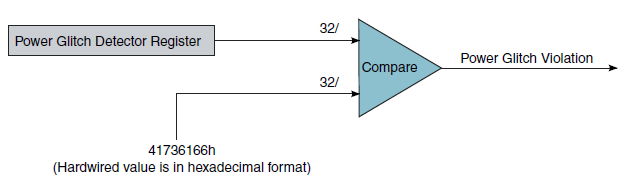 32/
Power Glitch Detector Register
Compare
Power Glitch Violation
32/
41736166h
(Hardwired value is in hexadecimal format)